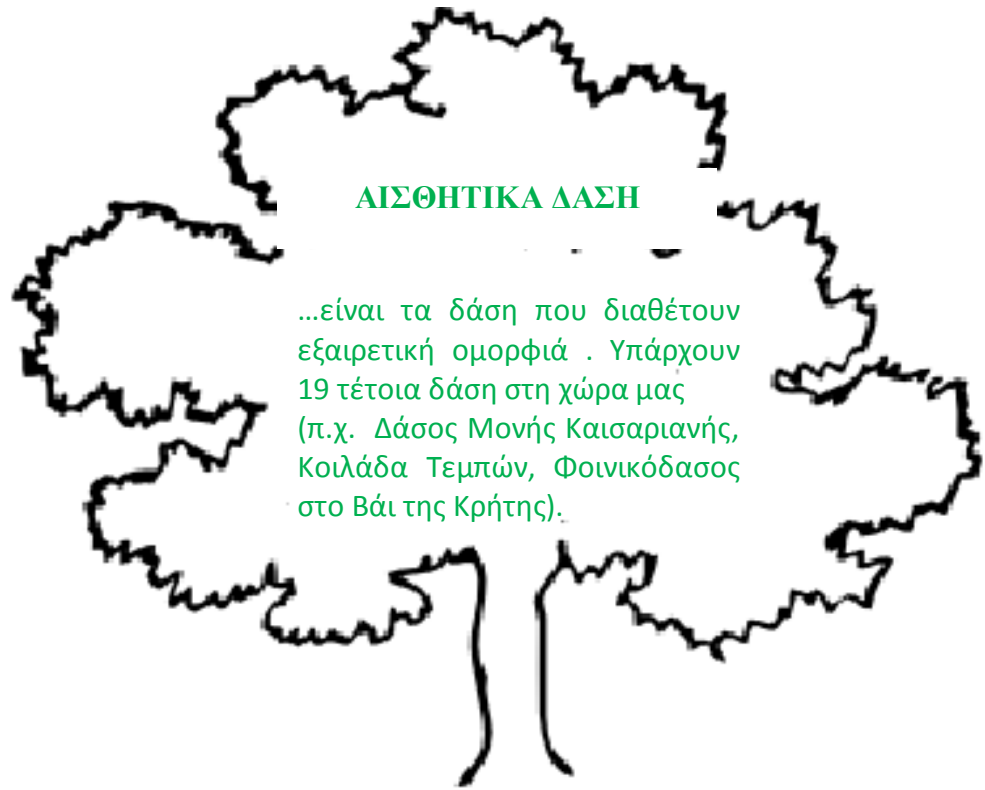 ΑΙΣΘΗΤΙΚΑ ΔΑΣΗ
...είναι τα δάση που διαθέτουν
εξαιρετική ομορφιά . Υπάρχουν
19 τέτοια δάση στη χώρα μας
(π.χ. Δάσος Μονής Καισαριανής,
Κοιλάδα Τεμπών, Φοινικόδασος
στο Βάι της Κρήτης).